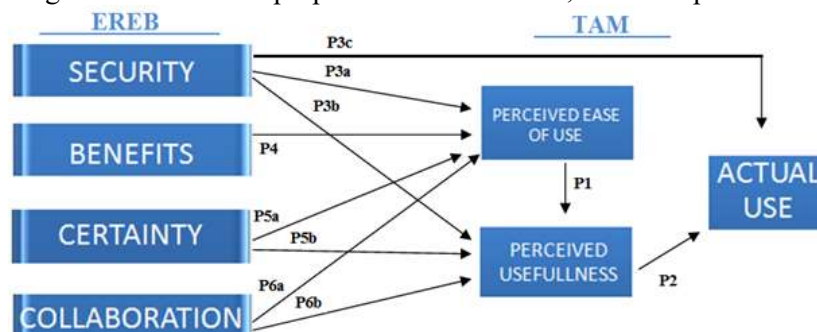 EREB
TAM
P3c
SECURITY
P3a
P3b
PERCEIVED EASE
OF USE
BENEFITS
P4
P1
ACTUAL
USE
CERTAINTY
P5a
P5b
PERCEIVED
USEFULLNESS
P2
P6a
P6b
COLLABORATION